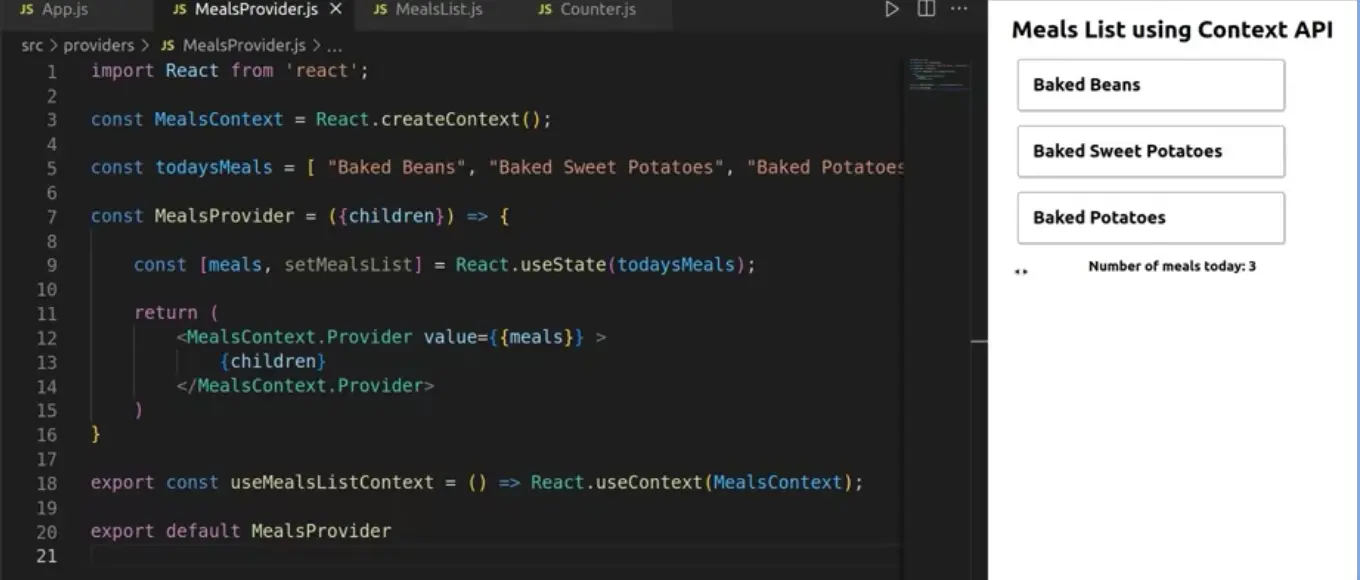 JS App.js JS MealsProvider.js JS MealsList.js JS Counter.js
src > providers > JS MealsProvider.js > ...
1 import React from 'react';
2
3 const MealsContext = React.createContext();
4
5 const todaysMeals = [ "Baked Beans", "Baked Sweet Potatoes", "Baked Potatoes
6
7 const MealsProvider = ({children}) => {
8
9 const [meals, setMealsList] = React.useState(todaysMeals);
10
11 return (
12 <MealsContext.Provider value={{meals}} >
13 {children}
14 </MealsContext.Provider>
15 )
16 }
17
18 export const useMealsListContext = () => React.useContext(MealsContext);
19
20 export default MealsProvider
21
Meals List using Context API
Baked Beans
Baked Sweet Potatoes
Baked Potatoes
Number of meals today: 3